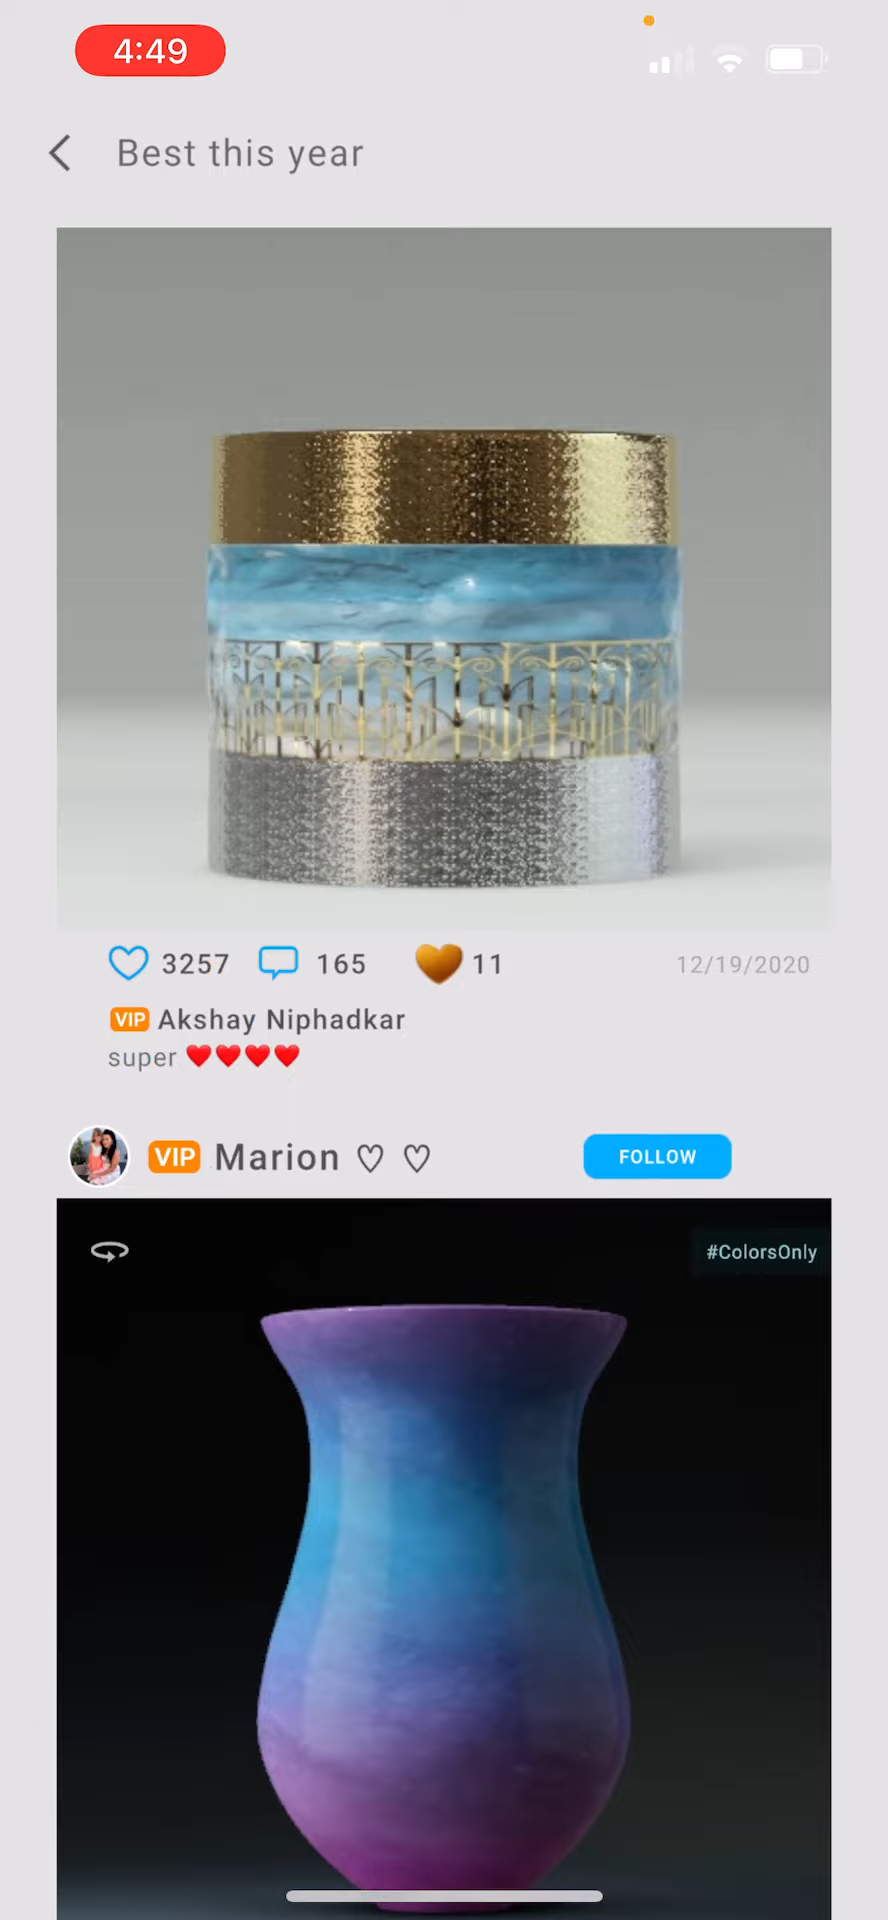 4:49
Best this year
3257 165 11 12/19/2020
VIP Akshay Niphadkar
super ❤️❤️❤️❤️
VIP Marion ♡ ♡ FOLLOW
#ColorsOnly